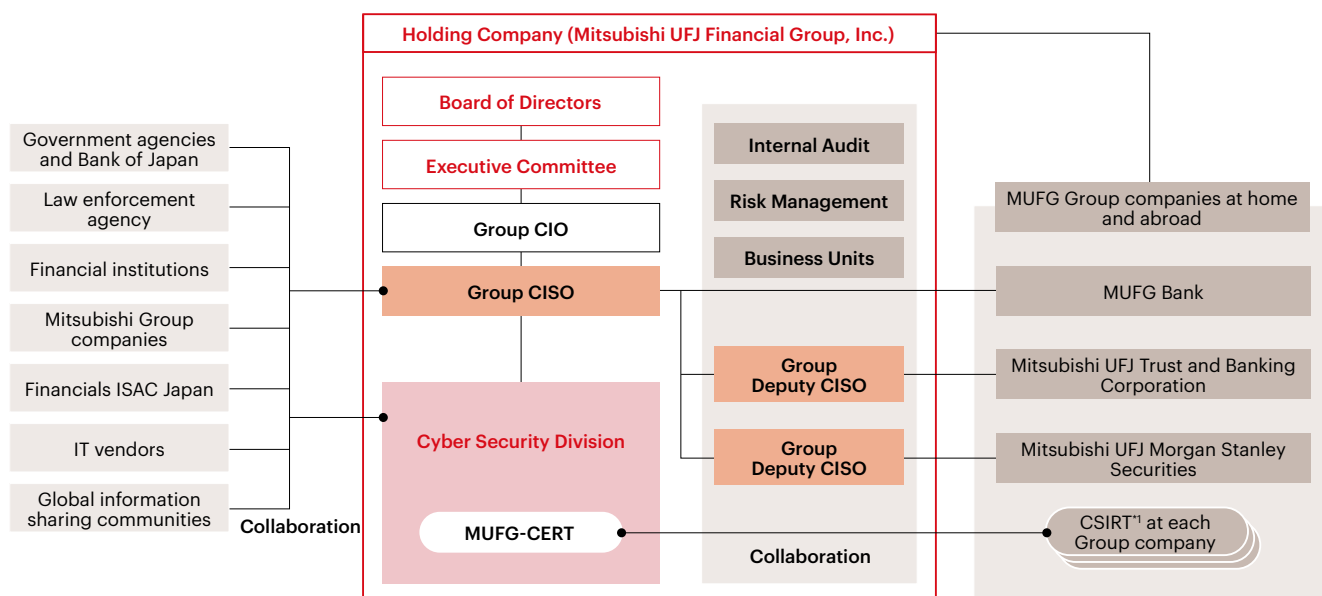 Holding Company (Mitsubishi UFJ Financial Group, Inc.)
Government agencies
and Bank of Japan
Law enforcement
agency
Financial institutions
Mitsubishi Group
companies
Financials ISAC Japan
IT vendors
Global information
sharing communities
Collaboration
Board of Directors
Executive Committee
Group CIO
Group CISO
Cyber Security Division
MUFG-CERT
Internal Audit
Risk Management
Business Units
Group
Deputy CISO
Group
Deputy CISO
Collaboration
MUFG Group companies at home
and abroad
MUFG Bank
Mitsubishi UFJ Trust and Banking
Corporation
Mitsubishi UFJ Morgan Stanley
Securities
CSIRT*1 at each
Group company